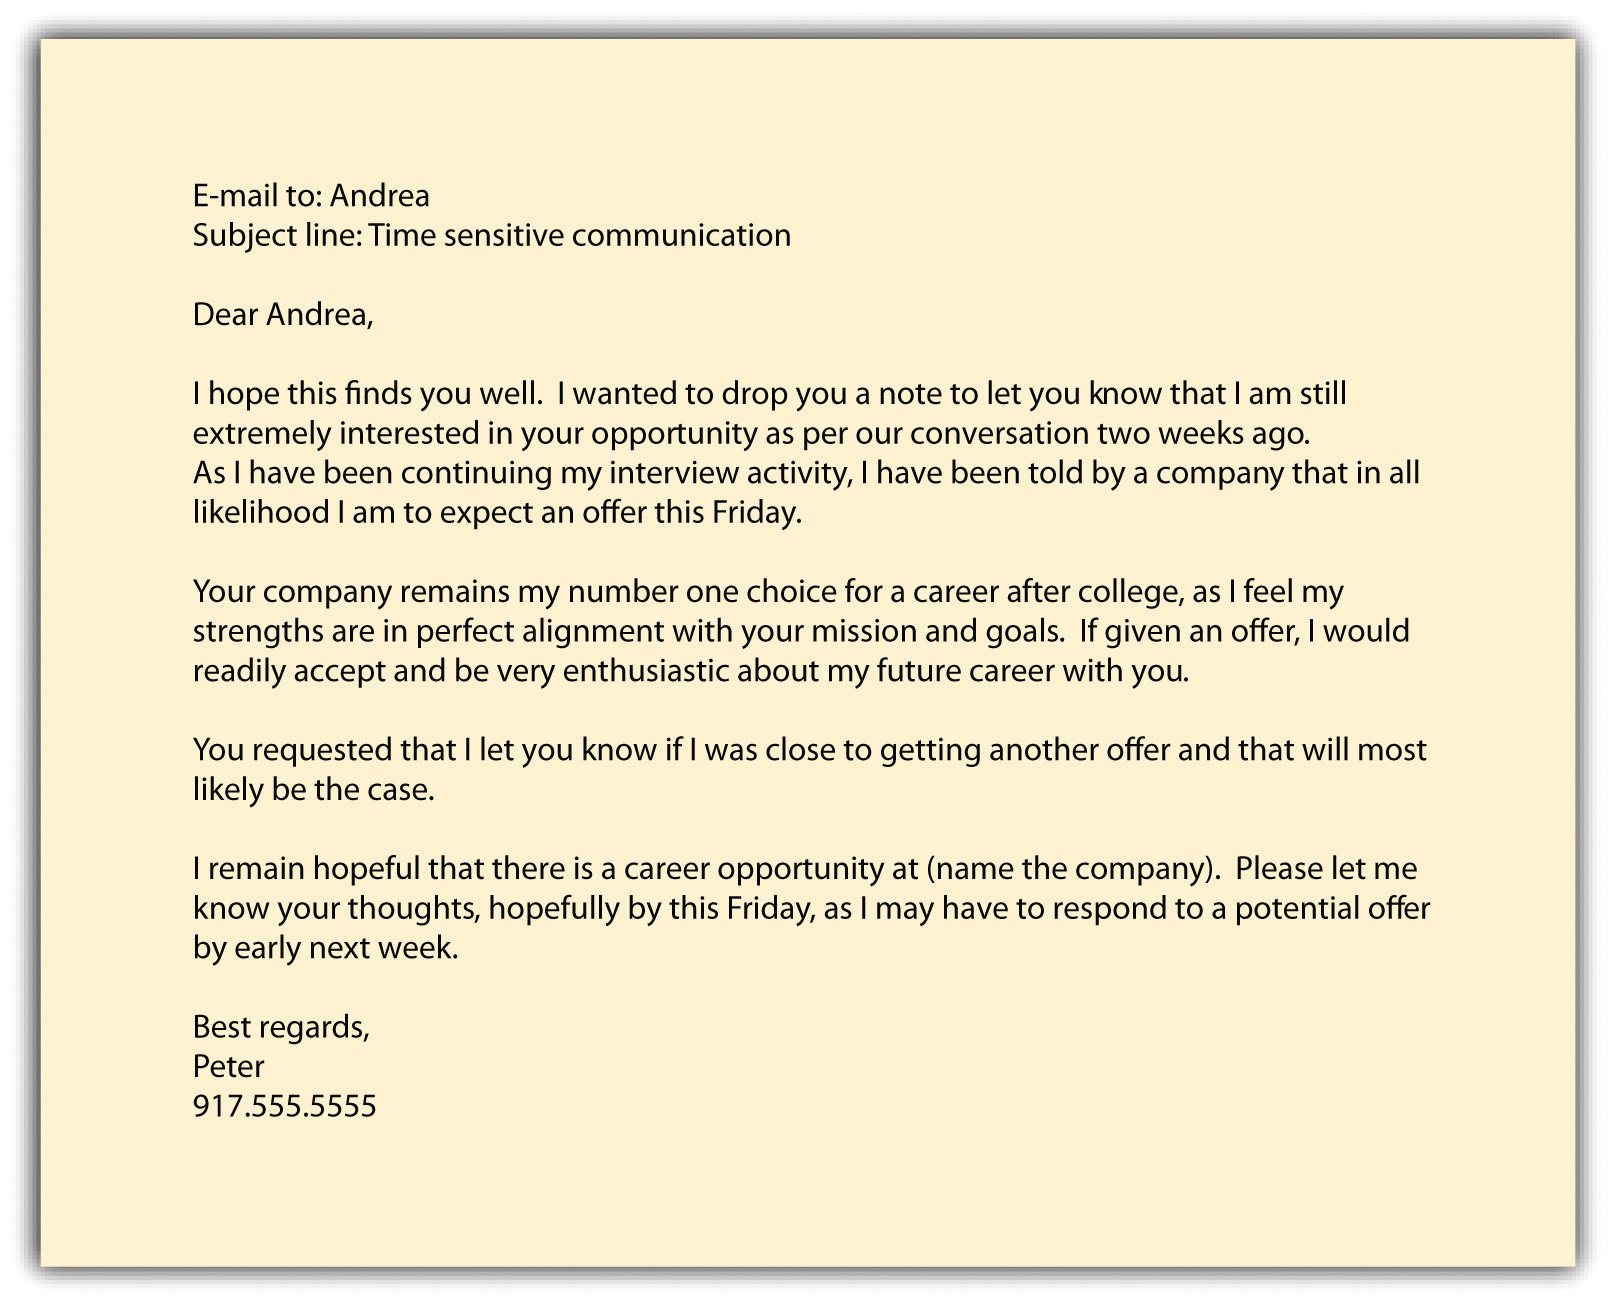 E-mail to: Andrea
Subject line: Time sensitive communication
Dear Andrea,
I hope this finds you well.  I wanted to drop you a note to let you know that I am still
extremely interested in your opportunity as per our conversation two weeks ago.
As I have been continuing my interview activity, I have been told by a company that in all
likelihood I am to expect an offer this Friday.
Your company remains my number one choice for a career after college, as I feel my
strengths are in perfect alignment with your mission and goals.  If given an offer, I would
readily accept and be very enthusiastic about my future career with you.
You requested that I let you know if I was close to getting another offer and that will most
likely be the case.
I remain hopeful that there is a career opportunity at (name the company).  Please let me
know your thoughts, hopefully by this Friday, as I may have to respond to a potential offer
by early next week.
Best regards,
Peter
917.555.5555